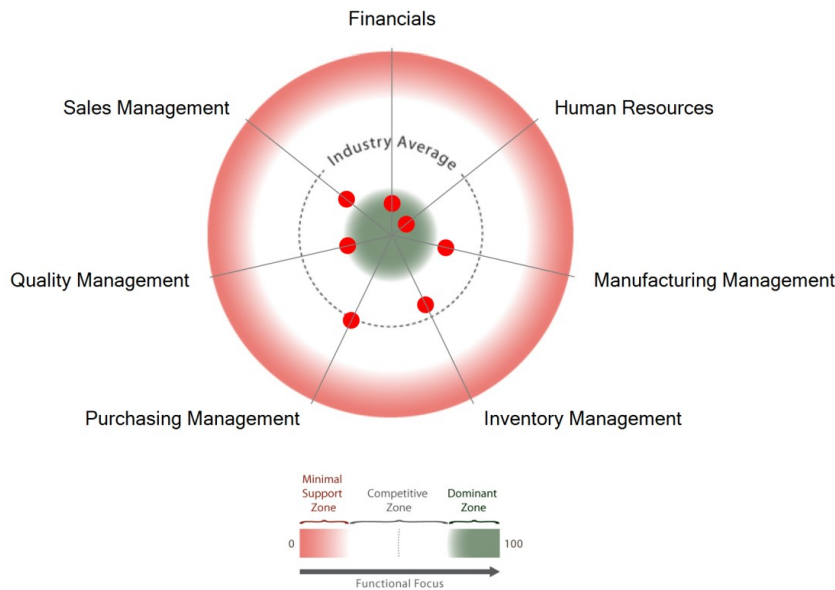 Financials
Sales Management
Human Resources
Industry Average
Quality Management
Manufacturing Management
Purchasing Management
Inventory Management
Minimal
Support
Zone
Competitive
Zone
Dominant
Zone
0
100
Functional Focus